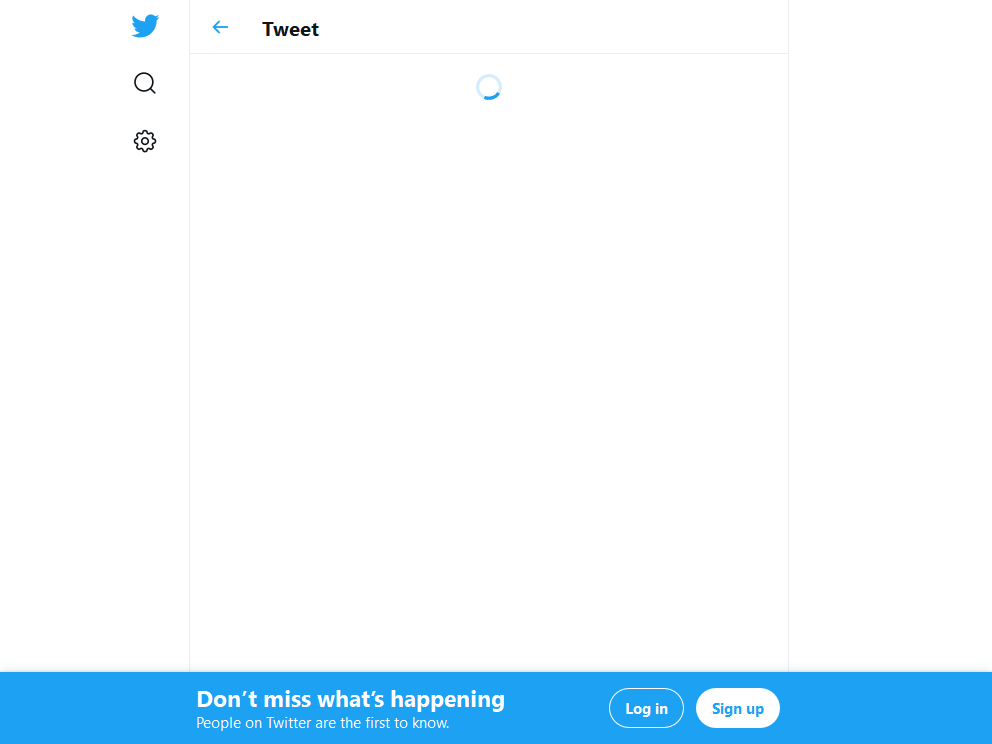 Tweet
Don’t miss what’s happening
People on Twitter are the first to know.
Log in
Sign up